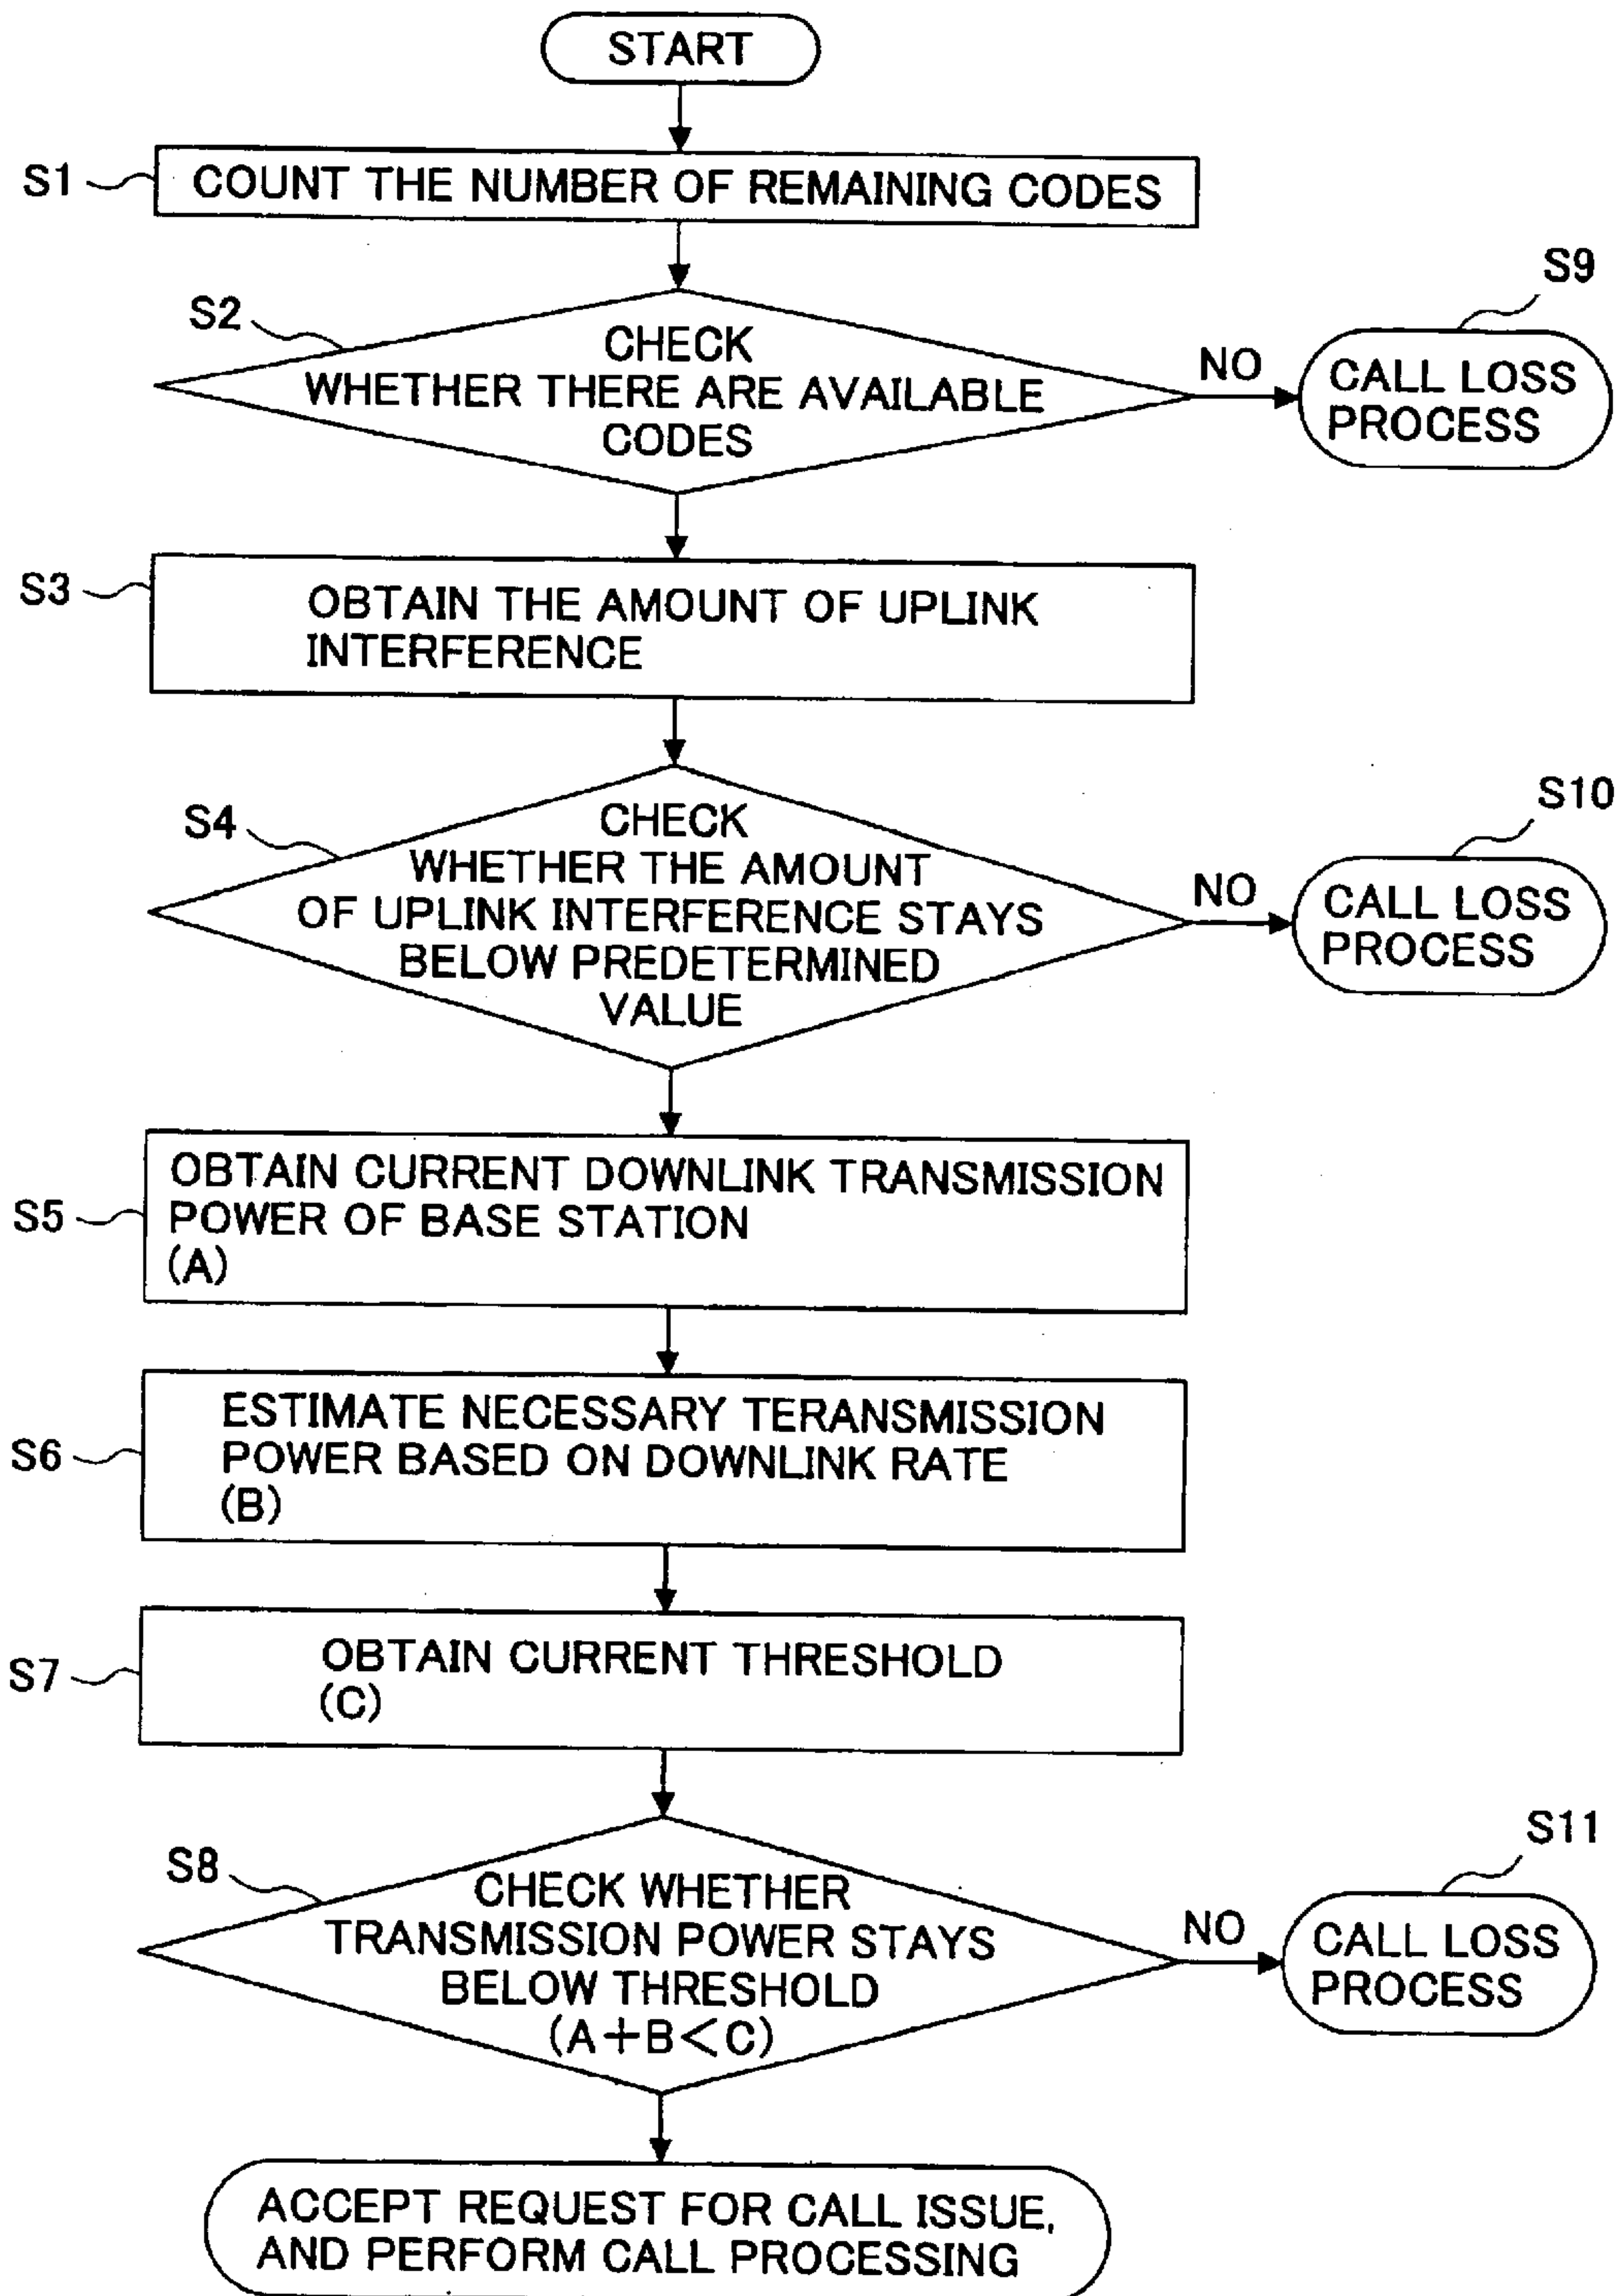 START
S1
COUNT THE NUMBER OF REMAINING CODES
S2
CHECK
WHETHER THERE ARE AVAILABLE
CODES
NO
S9
CALL LOSS
PROCESS
S3
OBTAIN THE AMOUNT OF UPLINK
INTERFERENCE
S4
CHECK
WHETHER THE AMOUNT
OF UPLINK INTERFERENCE STAYS
BELOW PREDETERMINED
VALUE
NO
S10
CALL LOSS
PROCESS
S5
OBTAIN CURRENT DOWNLINK TRANSMISSION
POWER OF BASE STATION
(A)
S6
ESTIMATE NECESSARY TERANSMISSION
POWER BASED ON DOWNLINK RATE
(B)
S7
OBTAIN CURRENT THRESHOLD
(C)
S8
CHECK WHETHER
TRANSMISSION POWER STAYS
BELOW THRESHOLD
(A+B<C)
NO
S11
CALL LOSS
PROCESS
ACCEPT REQUEST FOR CALL ISSUE,
AND PERFORM CALL PROCESSING